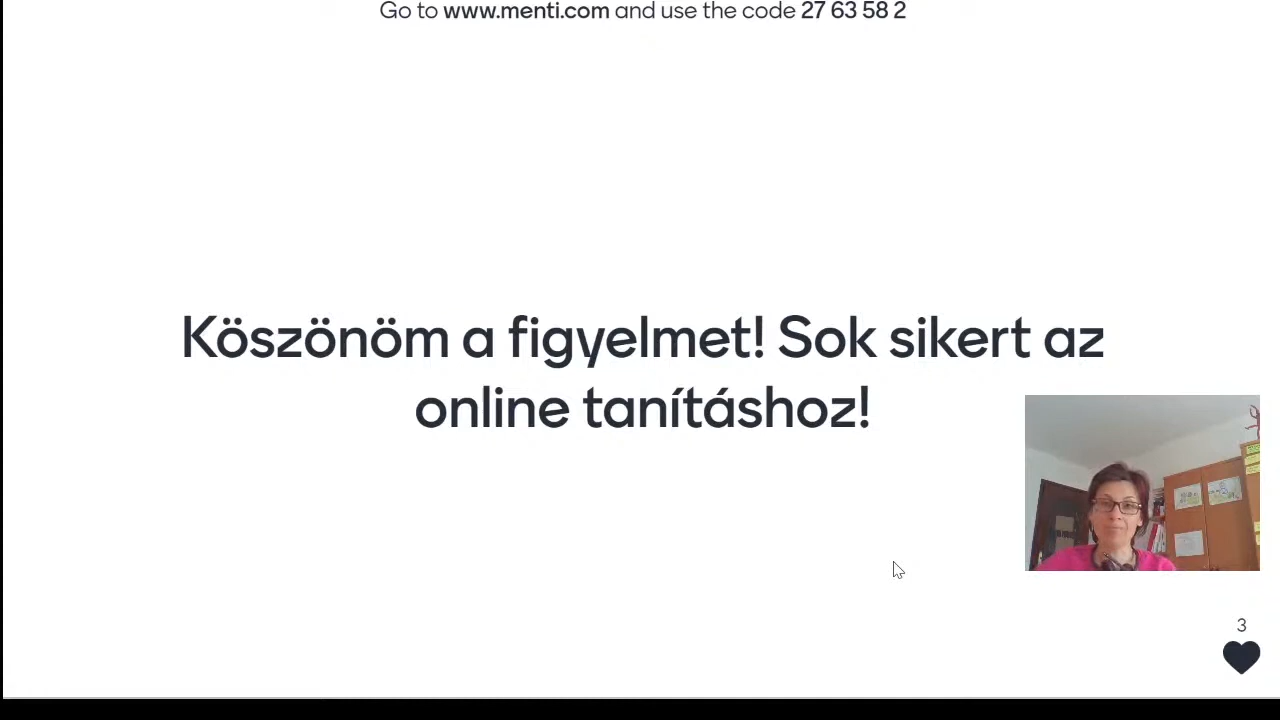 Go to www.menti.com and use the code 27 63 58 2
Köszönöm a figyelmet! Sok sikert az
online tanításhoz!
3